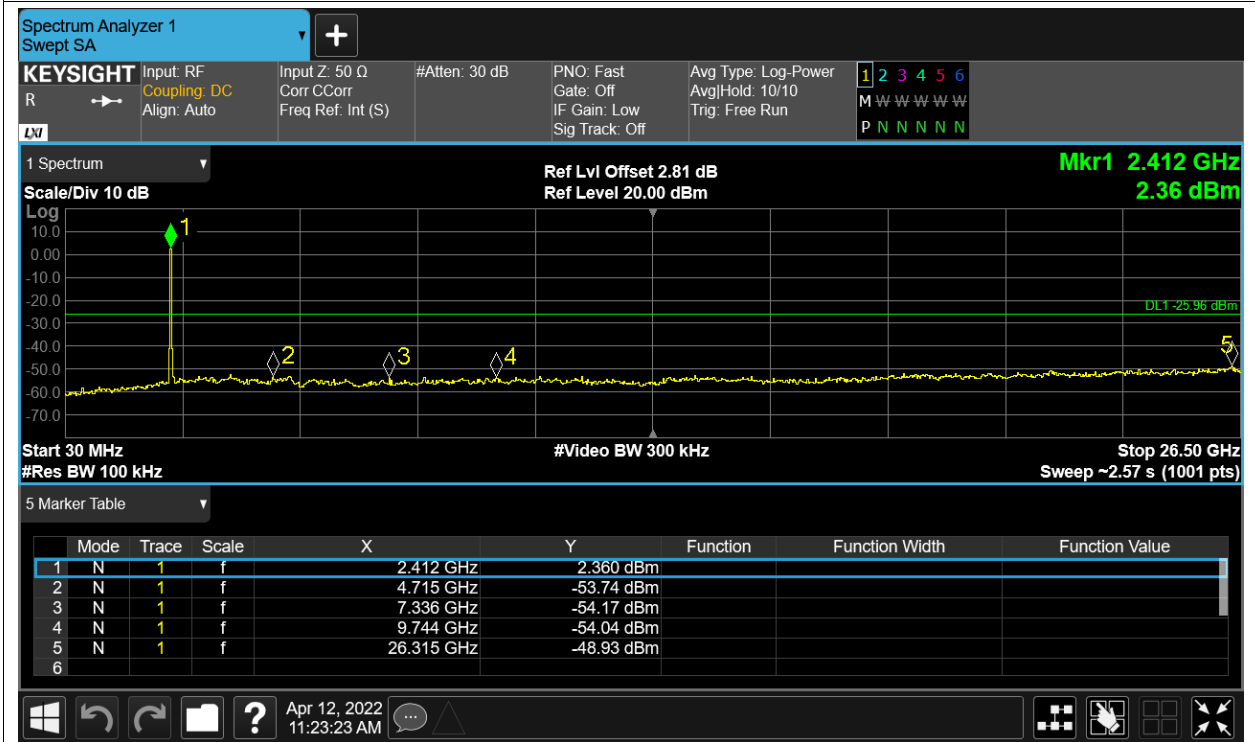 Spectrum Analyzer 1
Swept SA
+
KEYSIGHT Input: RF Input Z: 50 Ω #Atten: 30 dB PNO: Fast Avg Type: Log-Power 1 2 3 4 5 6
R Coupling: DC Corr CCorr Gate: Off Avg|Hold: 10/10 M W W W W W
Align: Auto Freq Ref: Int (S) IF Gain: Low Trig: Free Run
LXI Sig Track: Off P N N N N N
1 Spectrum Ref Lvl Offset 2.81 dB Mkr1 2.412 GHz
Scale/Div 10 dB Ref Level 20.00 dBm 2.36 dBm
Log
1
10.0
0.00
-10.0
-20.0
DL1 -25.96 dBm
-30.0
-40.0
2 3 4 5
-50.0
-60.0
-70.0
Start 30 MHz #Video BW 300 kHz Stop 26.50 GHz
#Res BW 100 kHz Sweep ~2.57 s (1001 pts)
5 Marker Table
Mode Trace Scale X Y Function Function Width Function Value
1 N 1 f 2.412 GHz 2.360 dBm
2 N 1 f 4.715 GHz -53.74 dBm
3 N 1 f 7.336 GHz -54.17 dBm
4 N 1 f 9.744 GHz -54.04 dBm
5 N 1 f 26.315 GHz -48.93 dBm
6
? Apr 12, 2022
11:23:23 AM